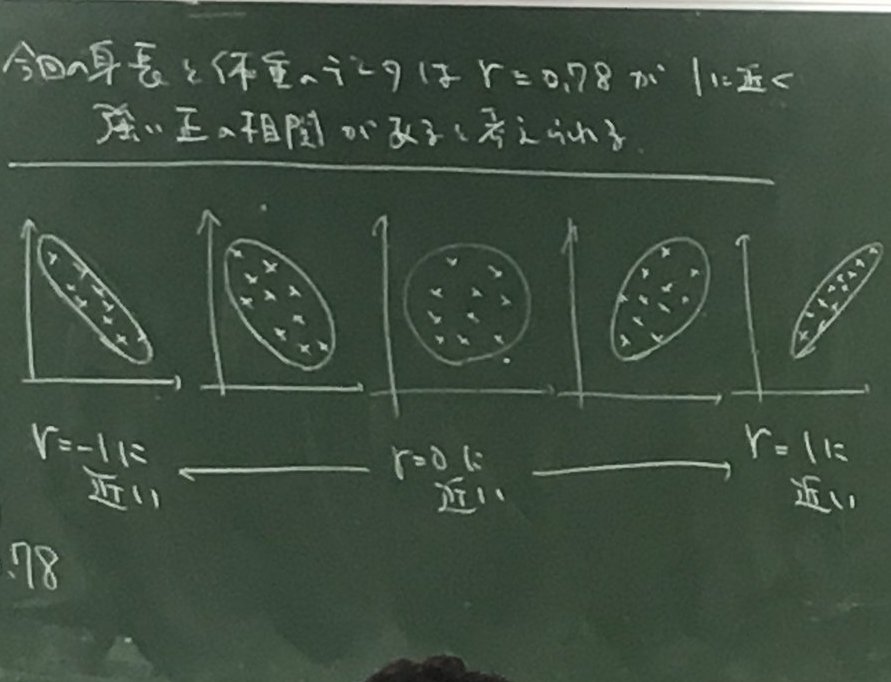 今回の身長と体重のデータは r=0.78 が 1に近く
強い正の相関があると考えられる.
r=-1に
近い
r=0に
近い
r=1に
近い
.78